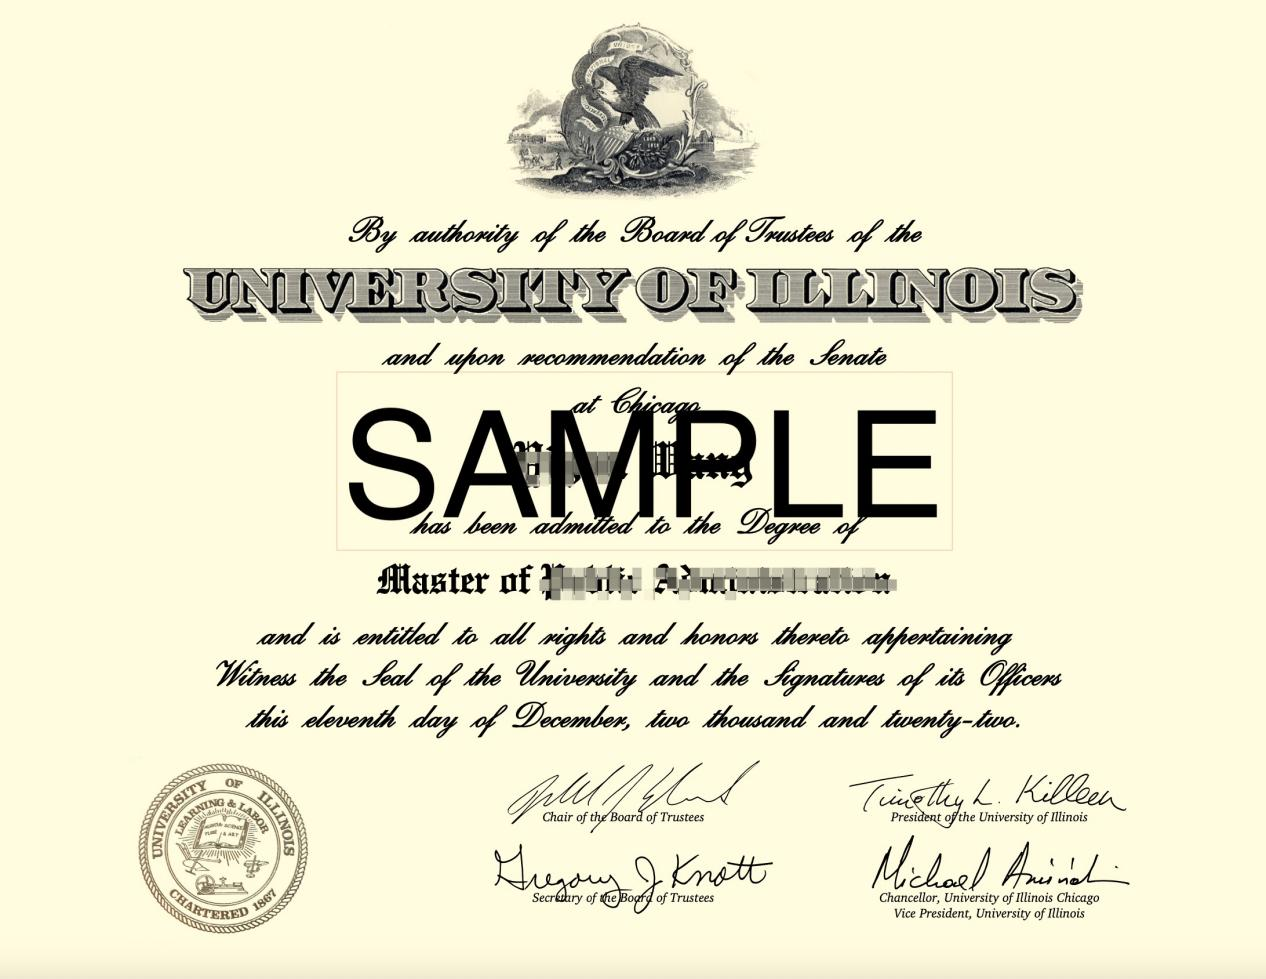 By authority of the Board of Trustees of the
UNIVERSITY OF ILLINOIS
and upon recommendation of the Senate
at Chicago
SAMPLE
Wang
has been admitted to the Degree of
Master of Public Administration
and is entitled to all rights and honors thereto appertaining
Witness the Seal of the University and the Signatures of its Officers
this eleventh day of December, two thousand and twenty-two.
UNIVERSITY OF ILLINOIS
LEARNING & LABOR
CHARTERED 1867
Chair of the Board of Trustees
Timothy L. Killeen
President of the University of Illinois
Gregory J Knott
Secretary of the Board of Trustees
Michael Amiridis
Chancellor, University of Illinois Chicago
Vice President, University of Illinois